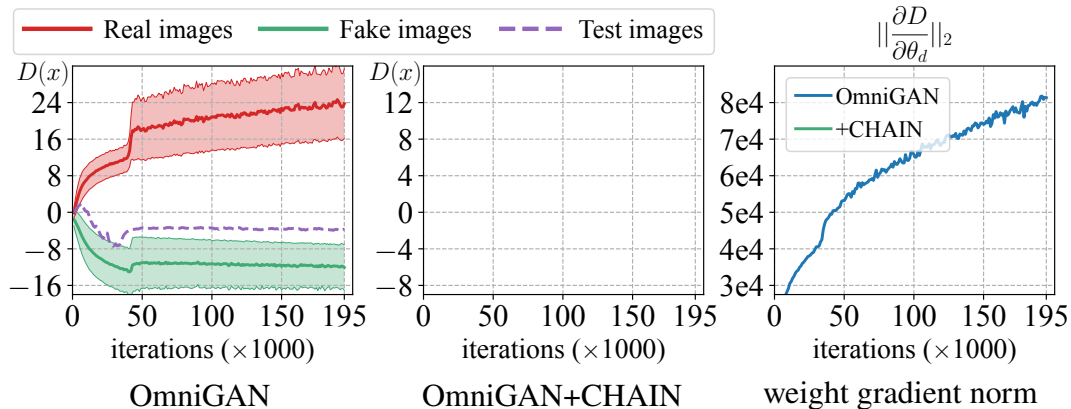 Real images Fake images Test images
||∂D/∂θ_d||₂
D(x)
24
16
8
0
−8
−16
0 50 100 150 195
iterations (×1000)
OmniGAN
D(x)
12
8
4
0
−4
−8
0 50 100 150 195
iterations (×1000)
OmniGAN+CHAIN
OmniGAN
+CHAIN
8e4
7e4
6e4
5e4
4e4
3e4
0 50 100 150 195
iterations (×1000)
weight gradient norm